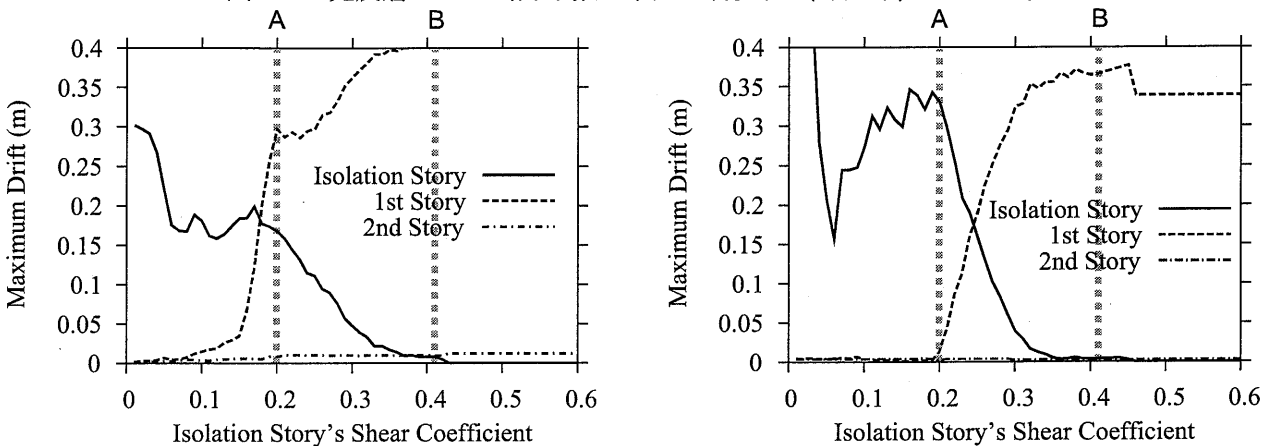 A B
0.4
0.35
0.3
0.25
0.2
0.15
0.1
0.05
0
Maximum Drift (m)
Isolation Story
1st Story
2nd Story
0 0.1 0.2 0.3 0.4 0.5 0.6
Isolation Story's Shear Coefficient
A B
0.4
0.35
0.3
0.25
0.2
0.15
0.1
0.05
0
Maximum Drift (m)
Isolation Story
1st Story
2nd Story
0 0.1 0.2 0.3 0.4 0.5 0.6
Isolation Story's Shear Coefficient